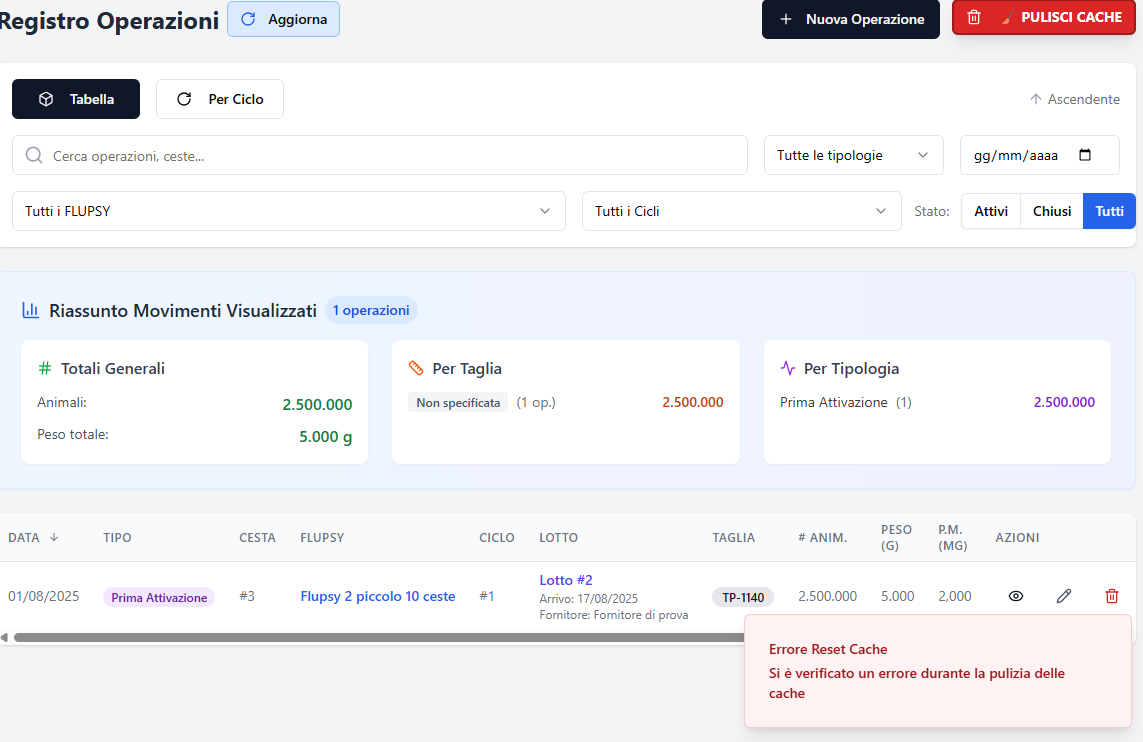 Registro Operazioni
Aggiorna
Nuova Operazione
PULISCI CACHE
Tabella
Per Ciclo
Ascendente
Cerca operazioni, ceste...
Tutte le tipologie
gg/mm/aaaa
Tutti i FLUPSY
Tutti i Cicli
Stato:
Attivi
Chiusi
Tutti
Riassunto Movimenti Visualizzati
1 operazioni
Totali Generali
Animali: 2.500.000
Peso totale: 5.000 g
Per Taglia
Non specificata (1 op.) 2.500.000
Per Tipologia
Prima Attivazione (1) 2.500.000
DATA TIPO CESTA FLUPSY CICLO LOTTO TAGLIA # ANIM. PESO (G) P.M. (MG) AZIONI
01/08/2025
Prima Attivazione
#3
Flupsy 2 piccolo 10 ceste
#1
Lotto #2
Arrivo: 17/08/2025
Fornitore: Fornitore di prova
TP-1140
2.500.000
5.000
2,000
Errore Reset Cache
Si è verificato un errore durante la pulizia delle
cache